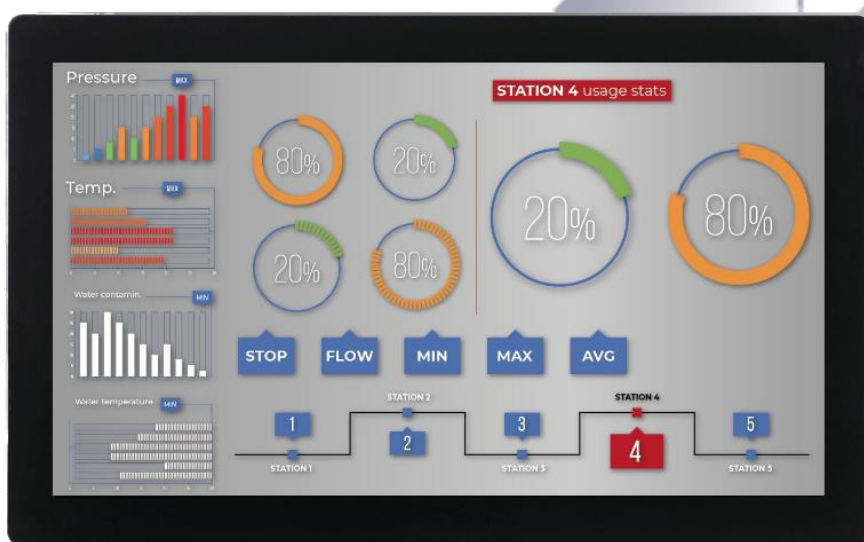 Pressure
MAX
STATION 4 usage stats
80%
20%
20%
80%
Temp.
MAX
20%
80%
Water contamin.
MIN
STOP
FLOW
MIN
MAX
AVG
Water temperature
MIN
STATION 2
STATION 4
1
2
3
4
5
STATION 1
STATION 3
STATION 5